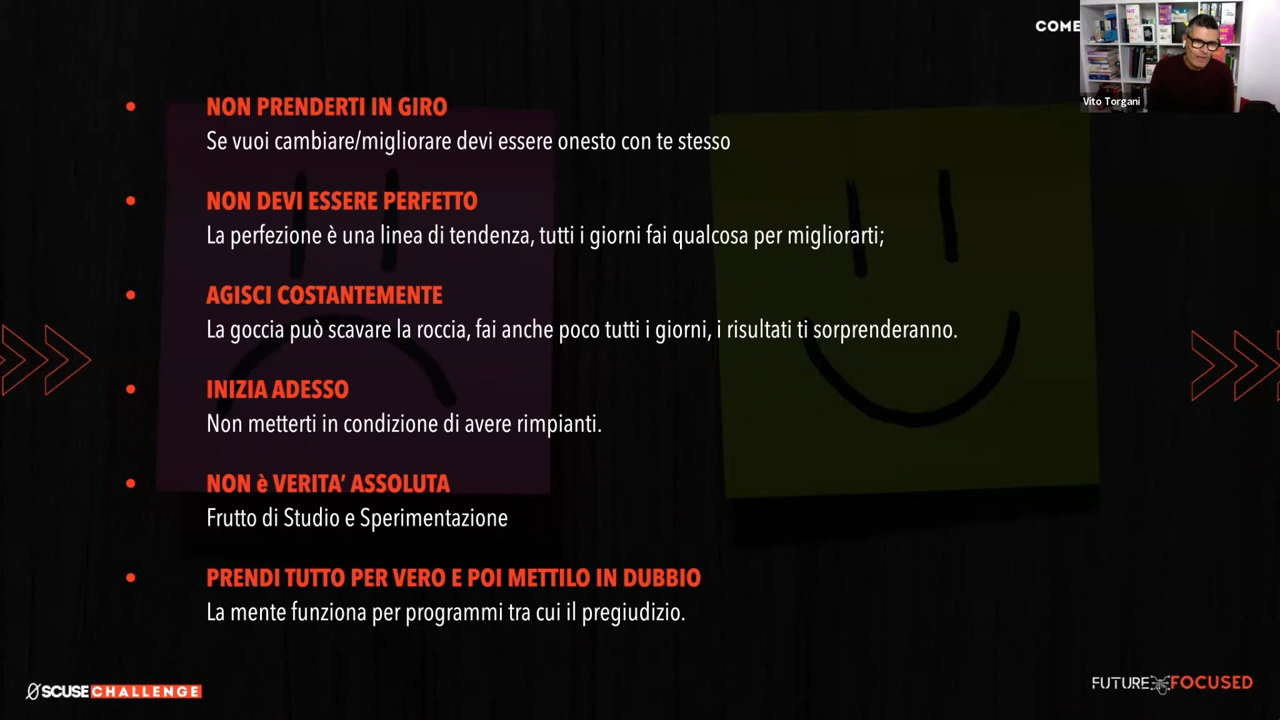 COME
Vito Torgani
NON PRENDERTI IN GIRO
Se vuoi cambiare/migliorare devi essere onesto con te stesso
NON DEVI ESSERE PERFETTO
La perfezione è una linea di tendenza, tutti i giorni fai qualcosa per migliorarti;
AGISCI COSTANTEMENTE
La goccia può scavare la roccia, fai anche poco tutti i giorni, i risultati ti sorprenderanno.
INIZIA ADESSO
Non metterti in condizione di avere rimpianti.
NON è VERITA’ ASSOLUTA
Frutto di Studio e Sperimentazione
PRENDI TUTTO PER VERO E POI METTILO IN DUBBIO
La mente funziona per programmi tra cui il pregiudizio.
ØSCUSECHALLENGE
FUTURE FOCUSED